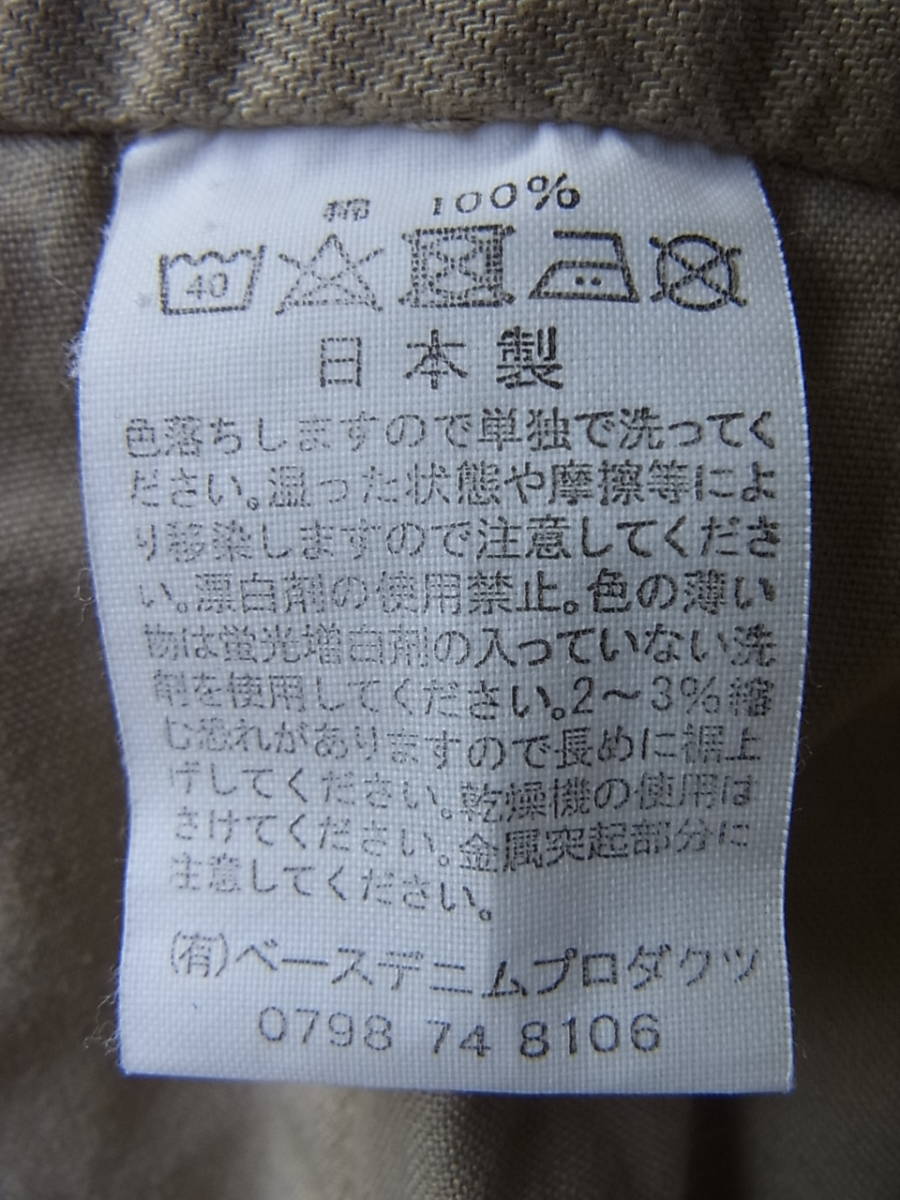 綿 100%
40
日本製
色落ちしますので単独で洗ってく
ださい。湿った状態や摩擦等によ
り移染しますので注意してくださ
い。漂白剤の使用禁止。色の薄い
物は蛍光増白剤の入っていない洗
剤を使用してください。2〜3%縮
む恐れがありますので長めに裾上
げしてください。乾燥機の使用は
さけてください。金属突起部分に
注意してください。
(有)ベースデニムプロダクツ
0798 74 8106